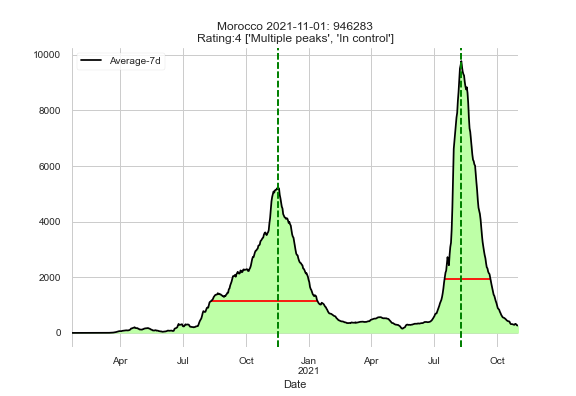 Morocco 2021-11-01: 946283
Rating:4 ['Multiple peaks', 'In control']
Average-7d
10000
8000
6000
4000
2000
0
Apr Jul Oct Jan Apr Jul Oct
2021
Date